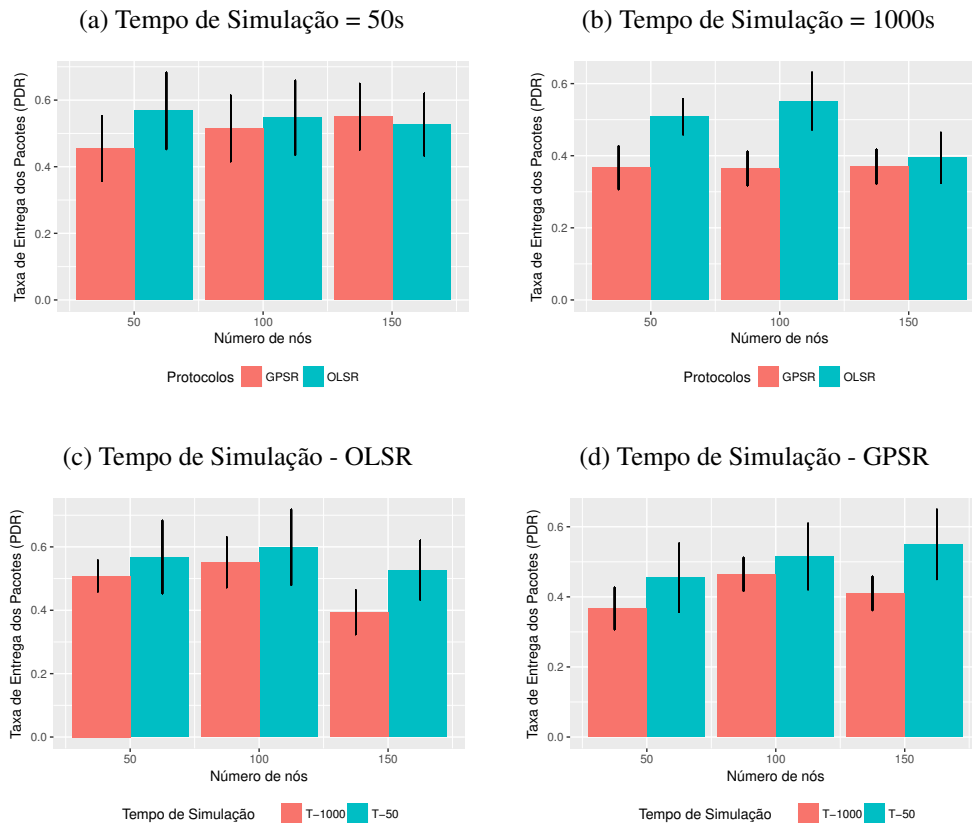 (a) Tempo de Simulação = 50s
Taxa de Entrega dos Pacotes (PDR)
0.6
0.4
0.2
0.0
50
100
150
Número de nós
Protocolos GPSR OLSR
(b) Tempo de Simulação = 1000s
Taxa de Entrega dos Pacotes (PDR)
0.6
0.4
0.2
0.0
50
100
150
Número de nós
Protocolos GPSR OLSR
(c) Tempo de Simulação - OLSR
Taxa de Entrega dos Pacotes (PDR)
0.6
0.4
0.2
0.0
50
100
150
Número de nós
Tempo de Simulação T−1000 T−50
(d) Tempo de Simulação - GPSR
Taxa de Entrega dos Pacotes (PDR)
0.6
0.4
0.2
0.0
50
100
150
Número de nós
Tempo de Simulação T−1000 T−50